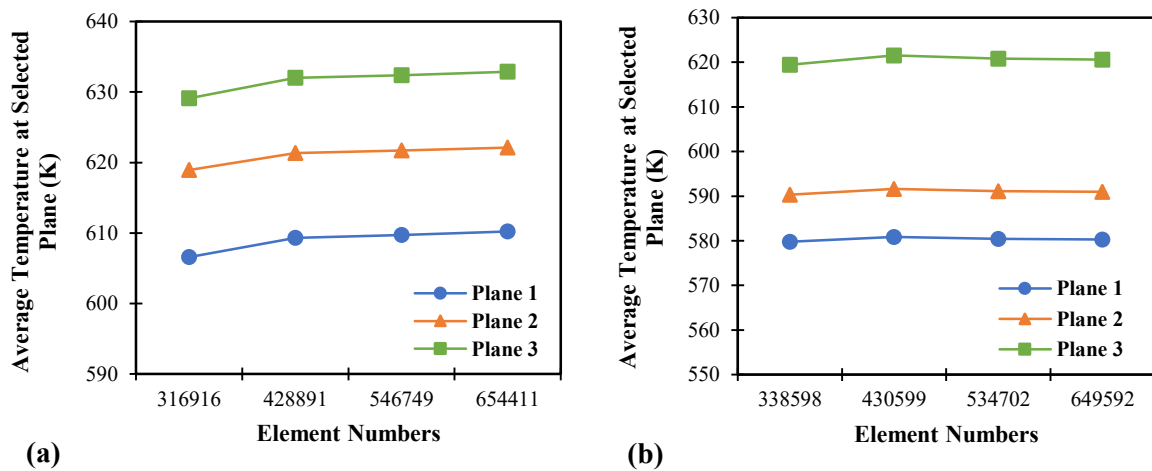 640
630
620
610
600
590
Average Temperature at Selected
Plane (K)
Plane 1
Plane 2
Plane 3
316916 428891 546749 654411
Element Numbers
(a)
630
620
610
600
590
580
570
560
550
Average Temperature at Selected
Plane (K)
Plane 1
Plane 2
Plane 3
338598 430599 534702 649592
Element Numbers
(b)